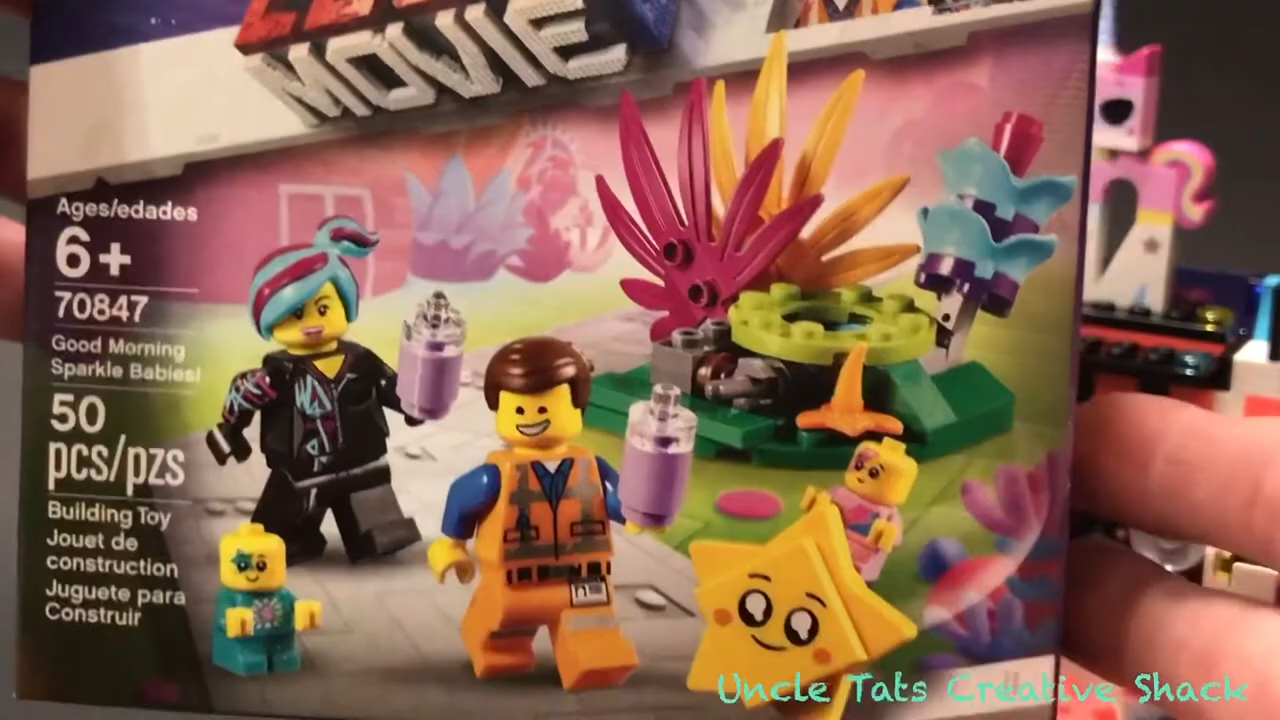 MOVIE
Ages/edades
6+
70847
Good Morning
Sparkle Babies!
50
pcs/pzs
Building Toy
Jouet de
construction
Juguete para
Construir
Uncle Tats Creative Shack